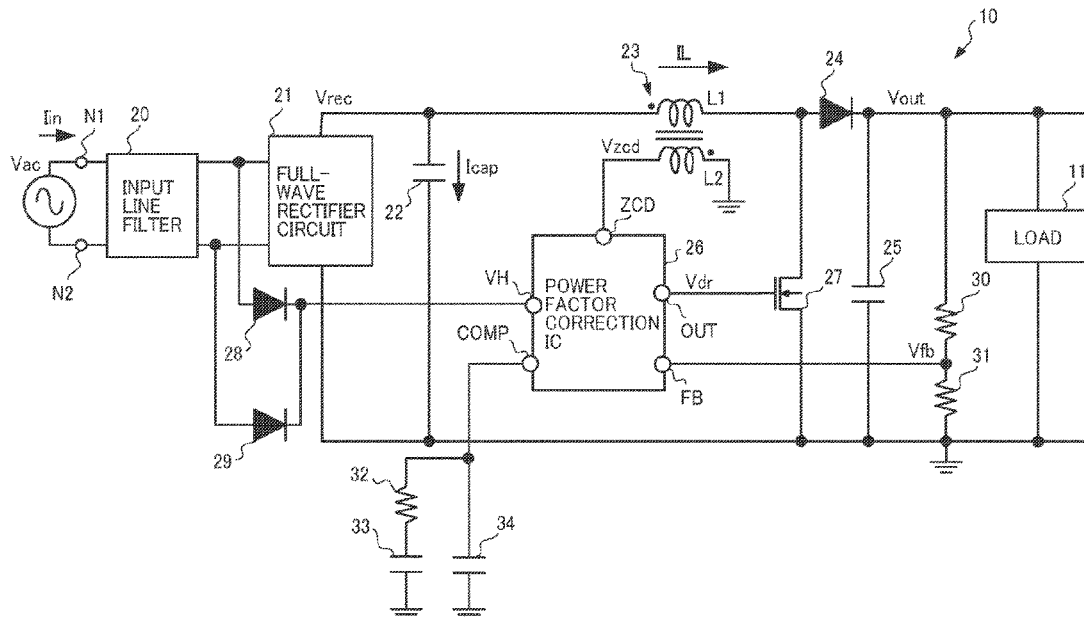 10
23
IL
24
21
Iin
N1
20
Vrec
L1
Vout
Vac
INPUT
LINE
FILTER
FULL-
WAVE
RECTIFIER
CIRCUIT
22
Icap
Vzcd
L2
11
LOAD
ZCD
26
25
N2
VH
POWER
FACTOR
CORRECTION
IC
Vdr
27
OUT
30
28
COMP
FB
Vfb
31
29
32
33
34